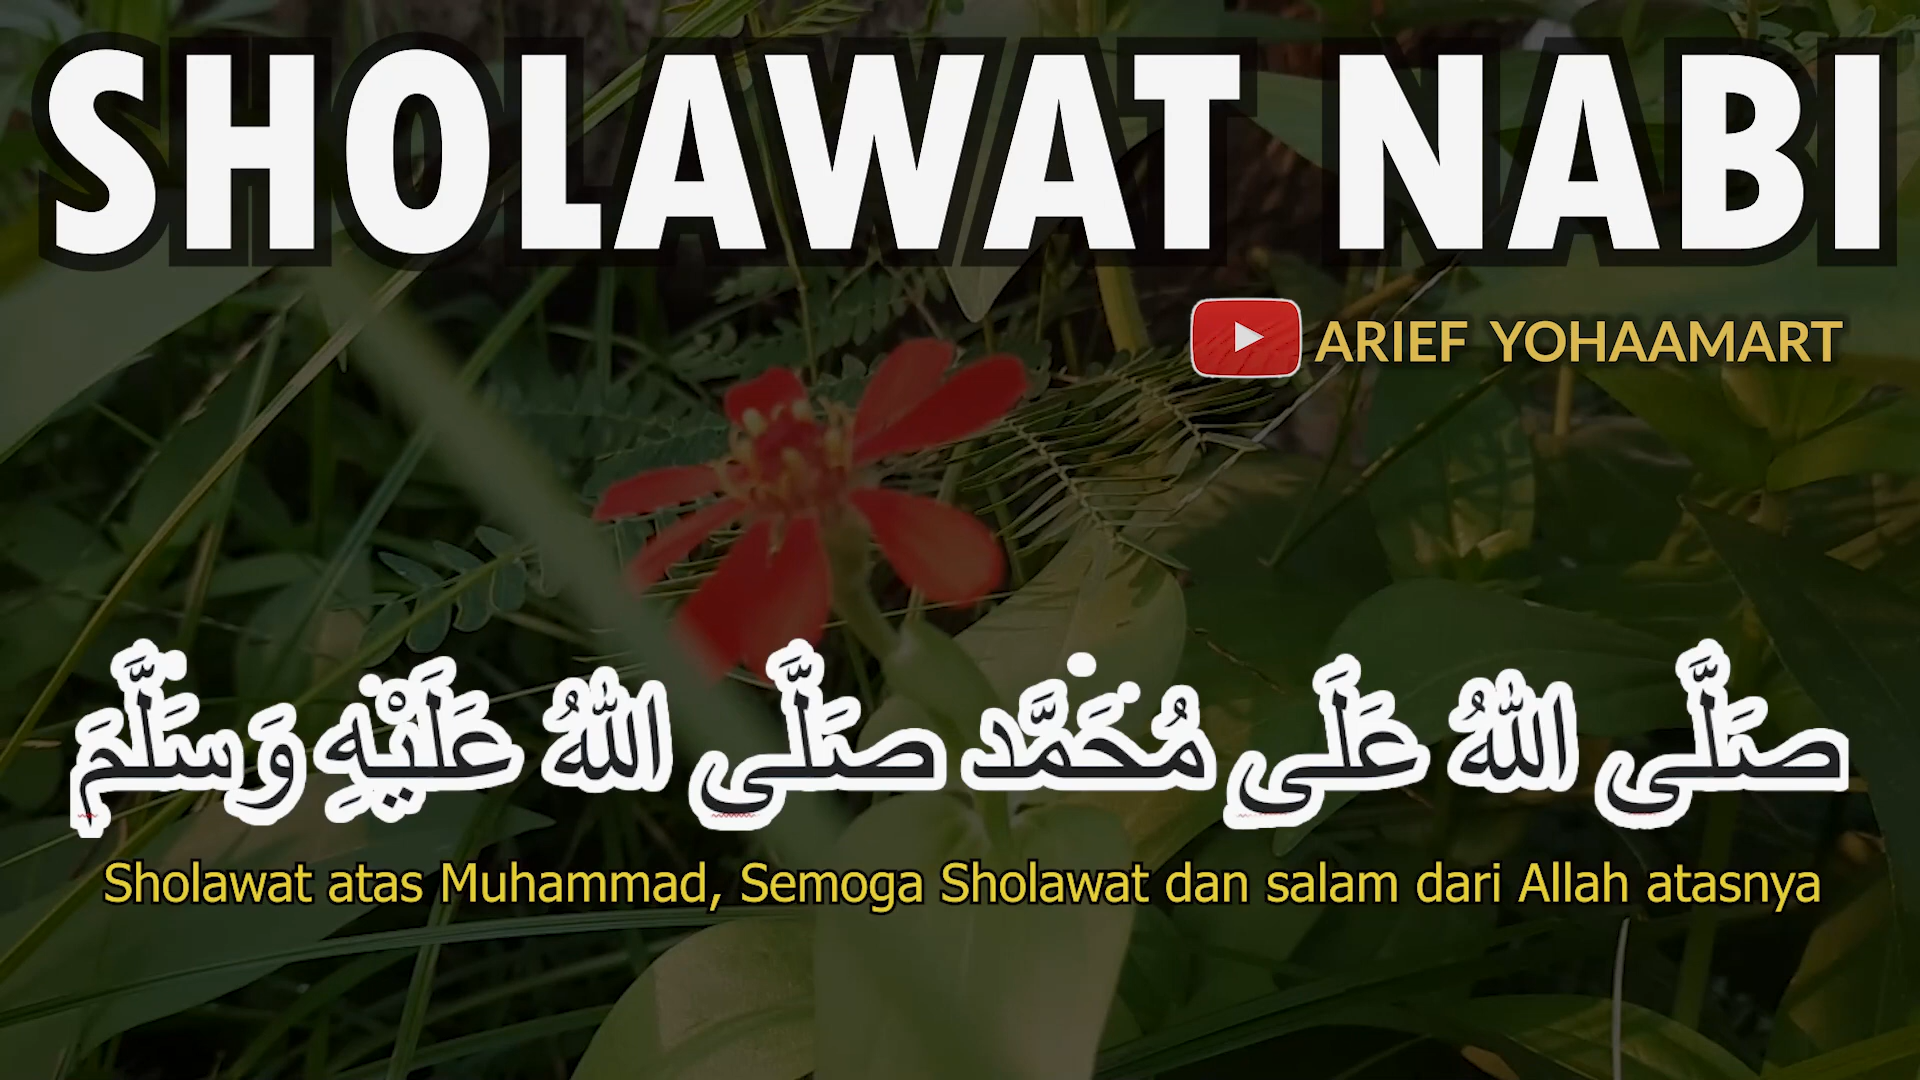 SHOLAWAT NABI
ARIEF YOHAAMART
صَلَّى اللهُ عَلَى مُحَمَّد صَلَّى اللهُ عَلَيْهِ وَسَلَّمَ
Sholawat atas Muhammad, Semoga Sholawat dan salam dari Allah atasnya